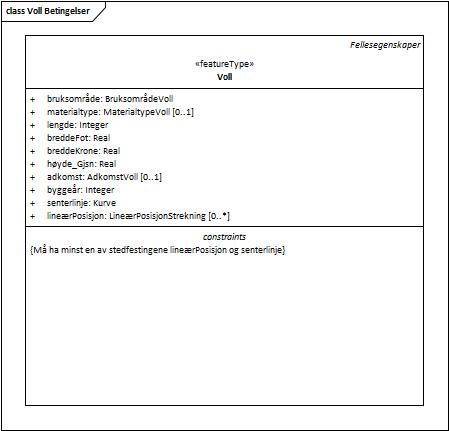 class Voll Betingelser
Fellesegenskaper
«featureType»
Voll
+ bruksområde: BruksområdeVoll
+ materialtype: MaterialtypeVoll [0..1]
+ lengde: Integer
+ breddeFot: Real
+ breddeKrone: Real
+ høyde_Gjsn: Real
+ adkomst: AdkomstVoll [0..1]
+ byggeår: Integer
+ senterlinje: Kurve
+ lineærPosisjon: LineærPosisjonStrekning [0..*]
constraints
{Må ha minst en av stedfestingene lineærPosisjon og senterlinje}